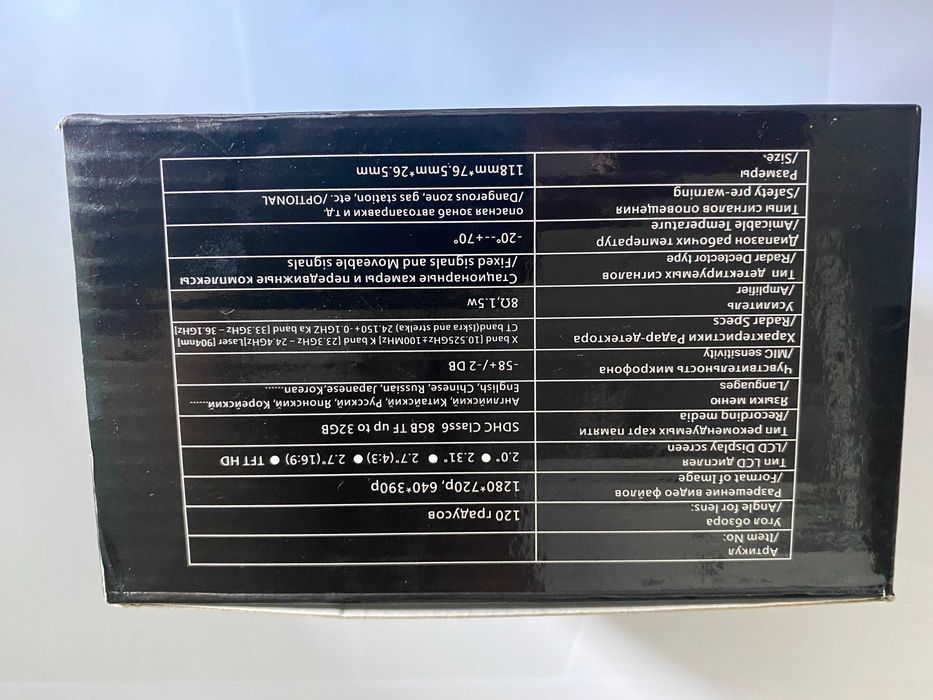 Артикул
/Item No:
Угол обзора
/Angle for lens:
120 градусов
Разрешение видео файлов
/Format of Image
1280*720p, 640*390p
Тип LCD дисплея
/LCD Display screen
2.0" ● 2.31" ● 2.7"(4:3) ● 2.7"(16:9) ● TFT HD
Тип рекомендуемых карт памяти
/Recording media
SDHC Class6 8GB TF up to 32GB
Языки меню
/Languages
Английский, Китайский, Русский, Японский, Корейский.......
English, Chinese, Russian, Japanese,Korean.......
Чувствительность микрофона
/MIC sensitivity
-58+/-2 DB
Характеристики Радар-детектора
/Radar Specs
X band [10.525GHz±100MHz] K band [23.3GHz – 24.4GHz]Laser[904nm]
CT band(iskra and strelka) 24.150+-0.1GHZ Ka band [33.3GHz – 36.1GHz]
Усилитель
/Amplifier
8Ω,1.5w
Тип детектируемых сигналов
/Radar Dectector type
Стационарные камеры и передвижные комплексы
/Fixed signals and Moveable signals
Диапазон рабочих температур
/Amicable Temperature
-20°--+70°
Типы сигналов оповещения
/Safety pre-warning
опасная зонаб автозаправки и т.д.
/Dangerous zone, gas station, etc. /OPTIONAL
Размеры
/Size.
118mm*76.5mm*26.5mm